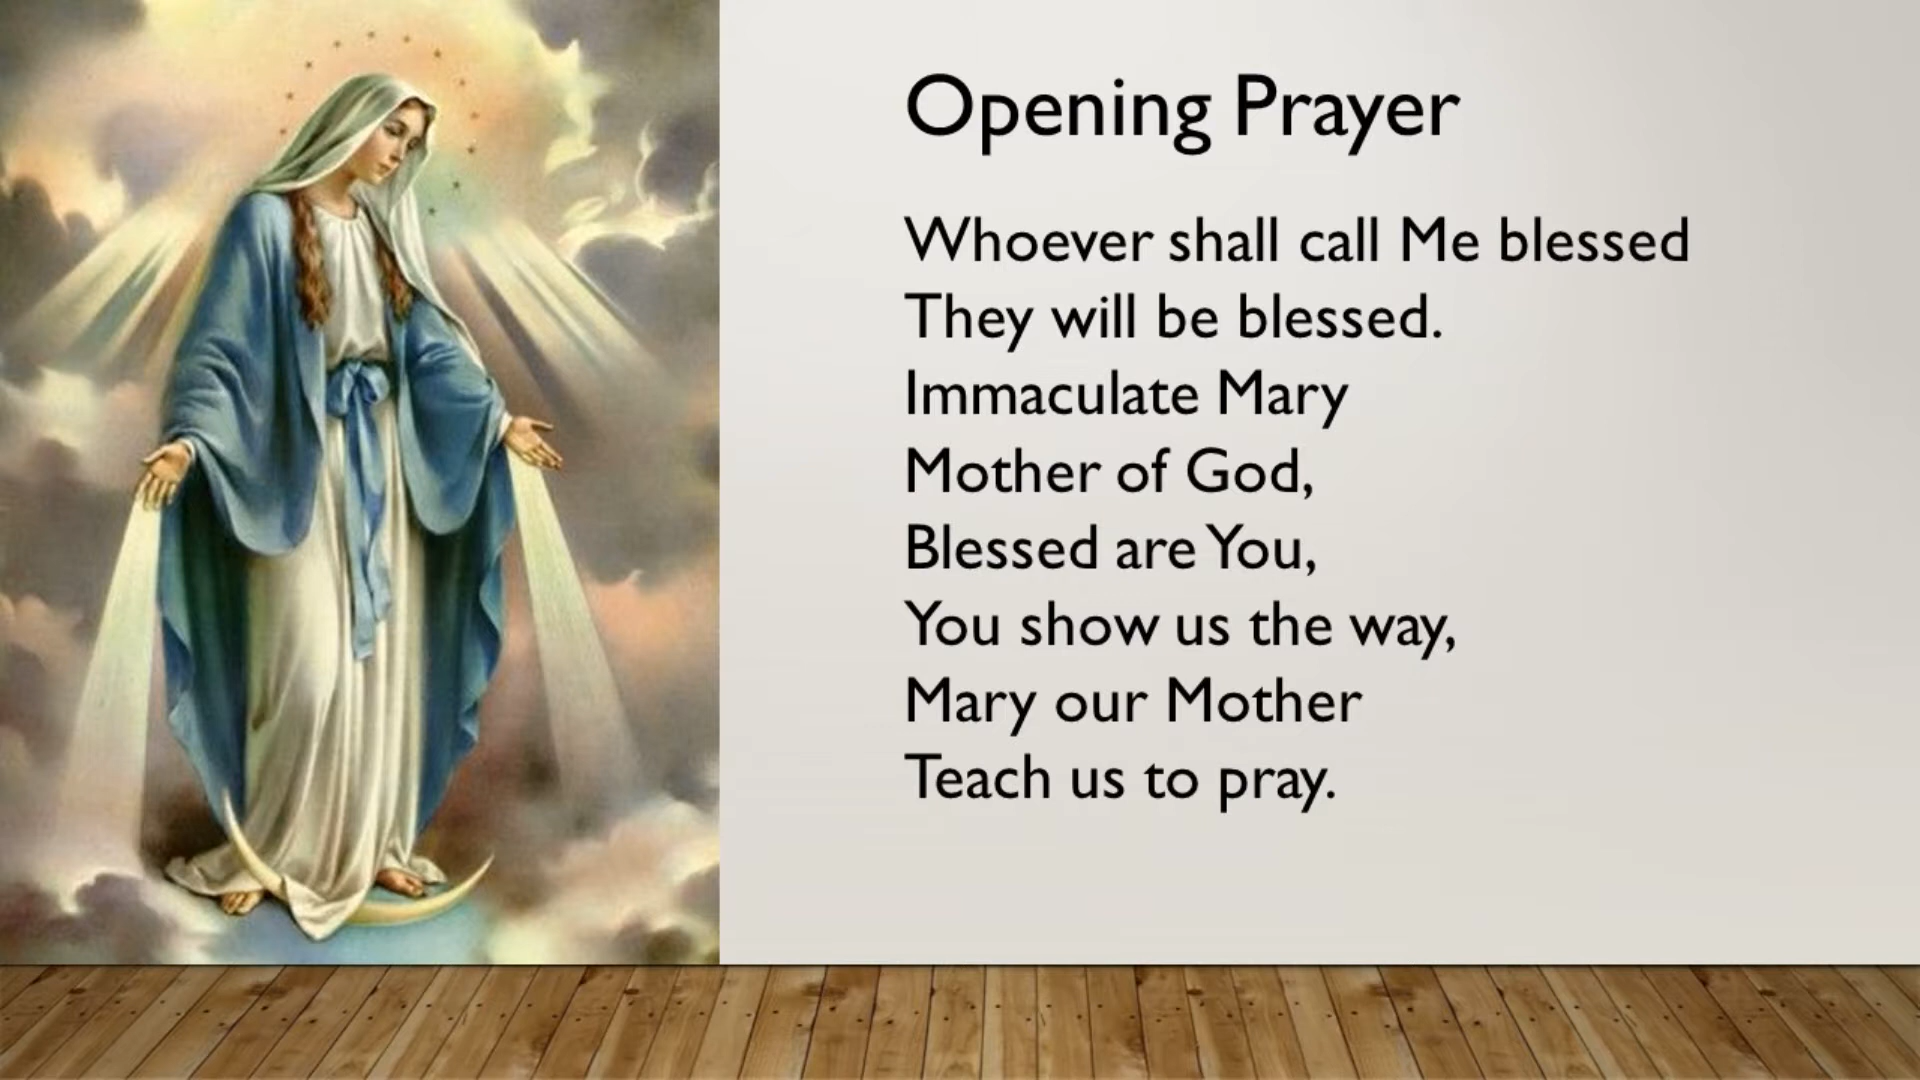 Opening Prayer
Whoever shall call Me blessed
They will be blessed.
Immaculate Mary
Mother of God,
Blessed are You,
You show us the way,
Mary our Mother
Teach us to pray.